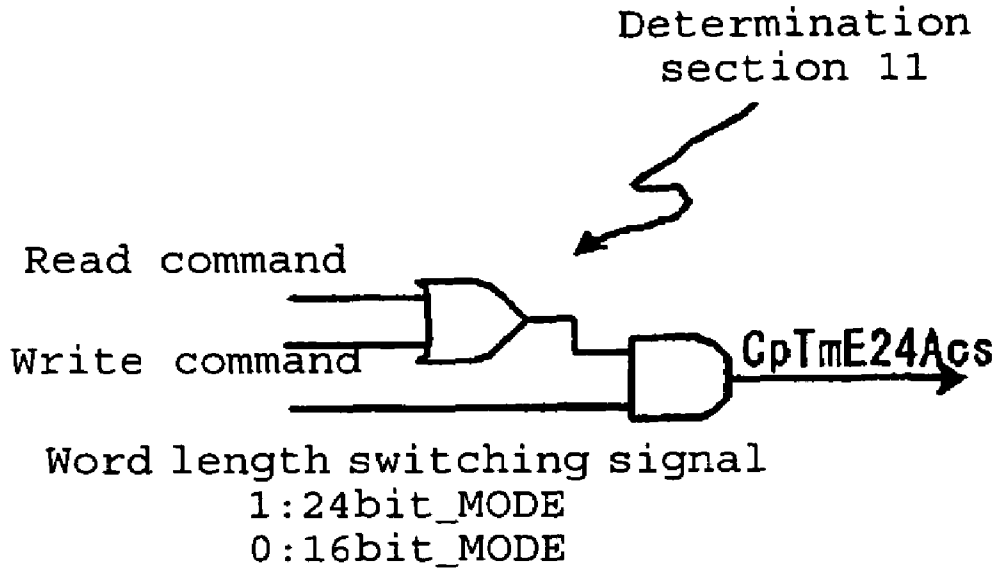 Determination
section 11
Read command
Write command
CpTmE24Acs
Word length switching signal
1:24bit_MODE
0:16bit_MODE